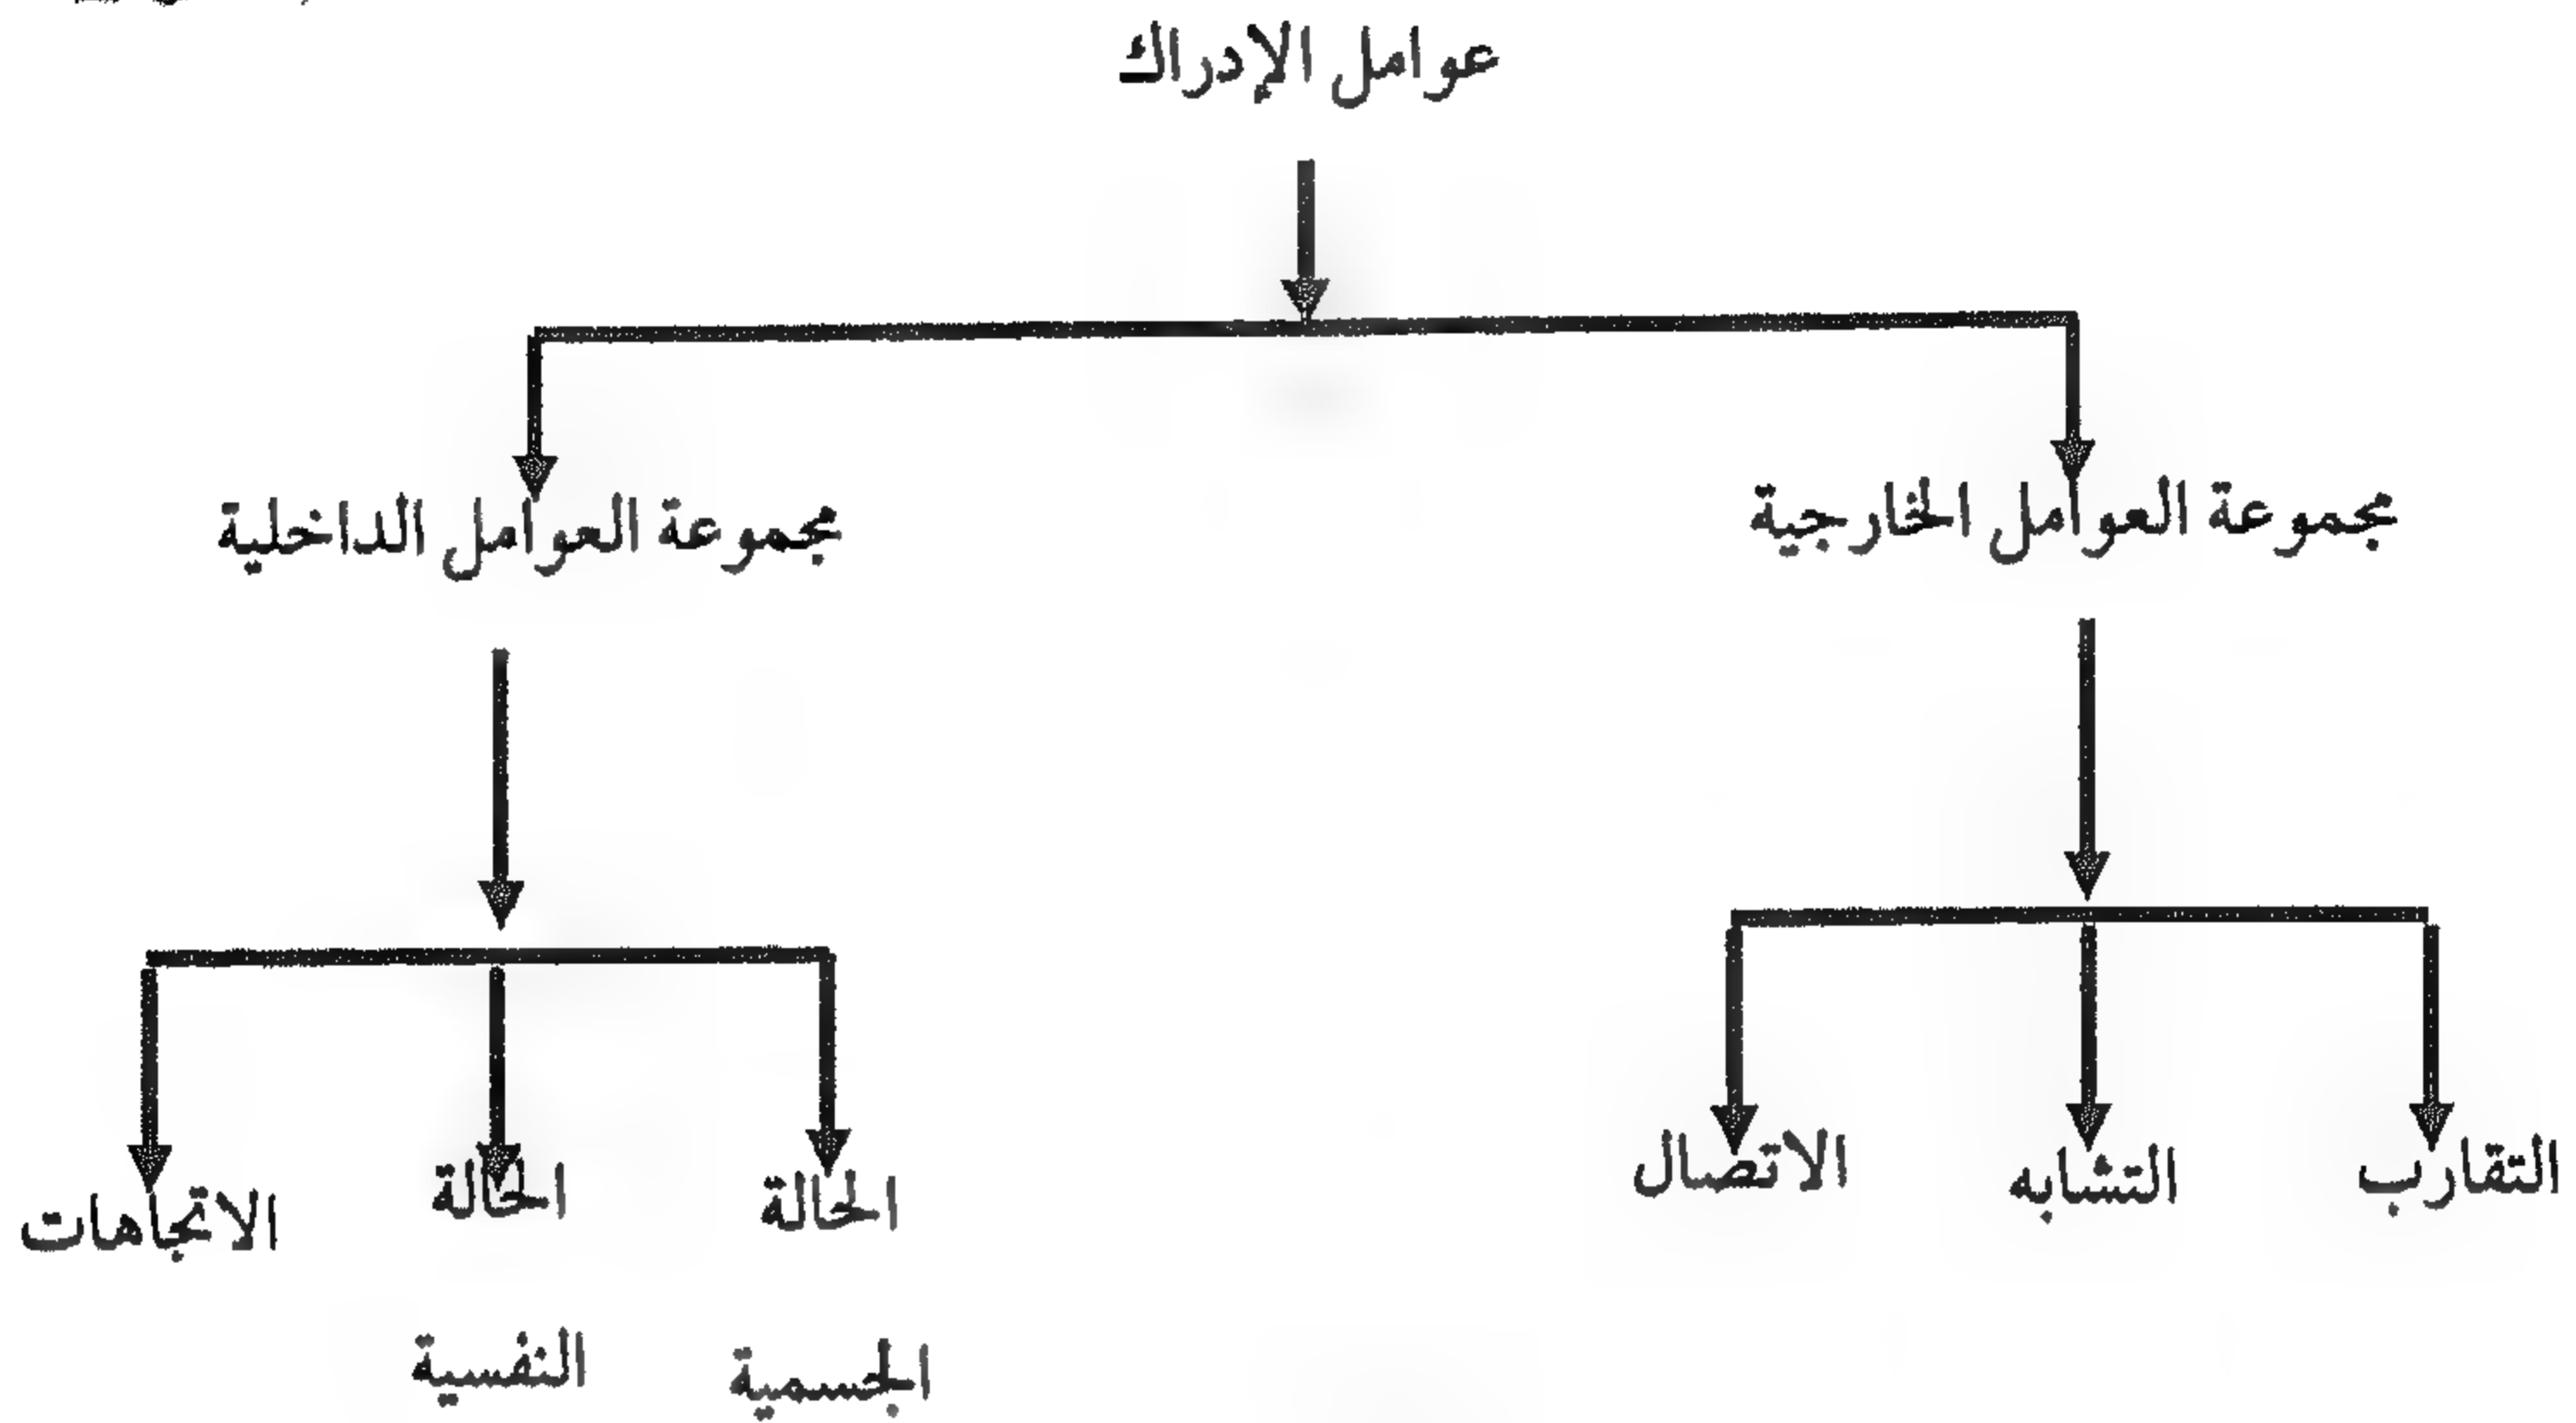 عوامل الإدراك
مجموعة العوامل الخارجية
مجموعة العوامل الداخلية
التقارب
التشابه
الاتصال
الحالة
الجسمية
الحالة
النفسية
الاتجاهات